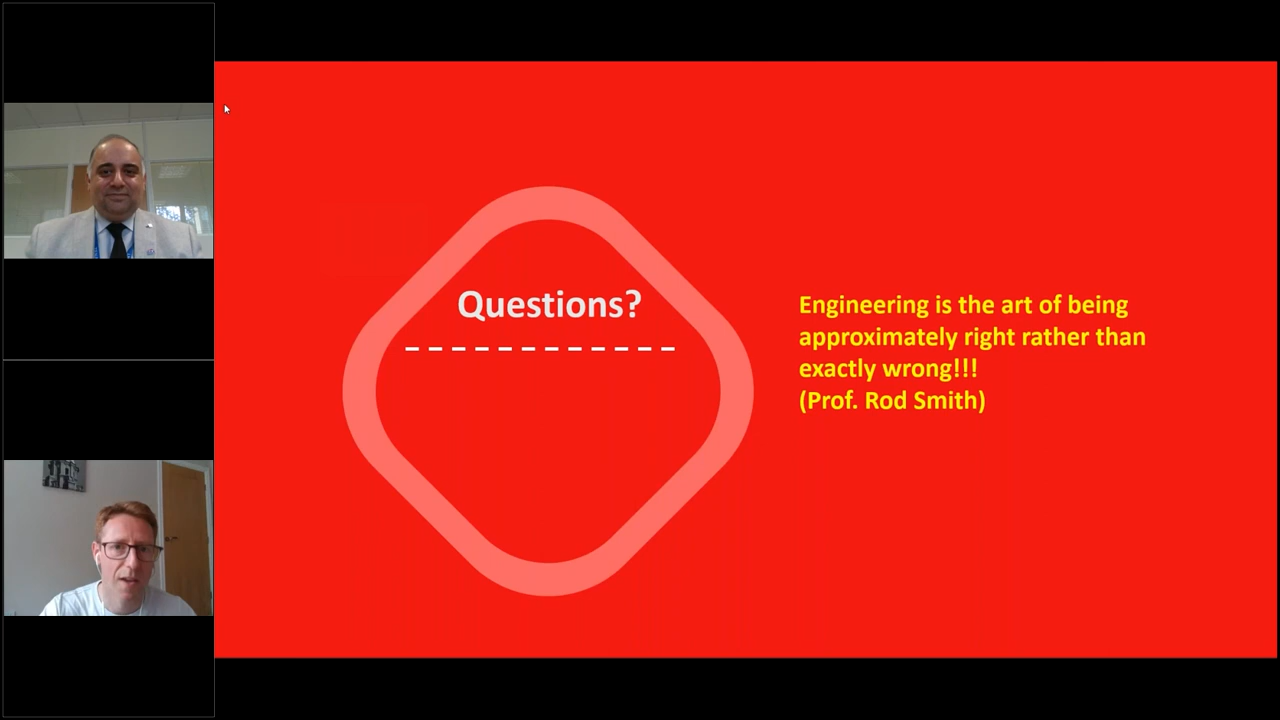 Questions?
Engineering is the art of being
approximately right rather than
exactly wrong!!!
(Prof. Rod Smith)